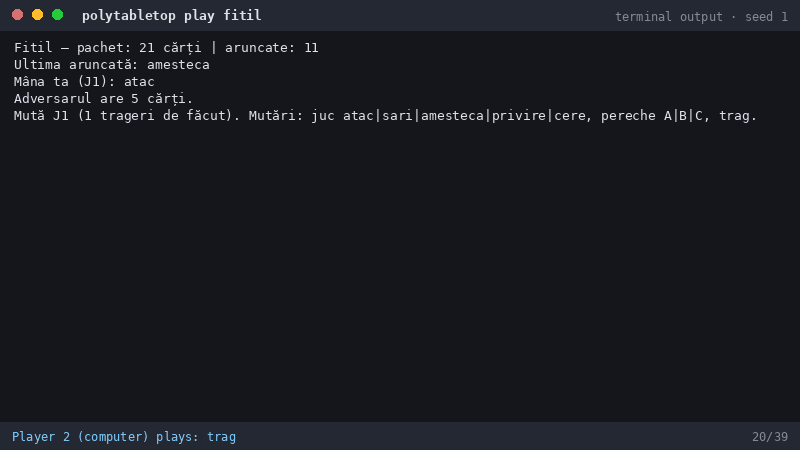 polytabletop play fitil
terminal output · seed 1
Fitil — pachet: 21 cărți | aruncate: 11
Ultima aruncată: amesteca
Mâna ta (J1): atac
Adversarul are 5 cărți.
Mută J1 (1 trageri de făcut). Mutări: juc atac|sari|amesteca|privire|cere, pereche A|B|C, trag.
Player 2 (computer) plays: trag
20/39